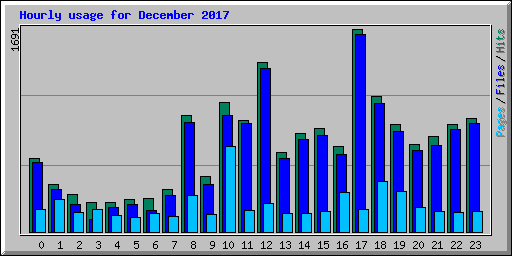 Hourly usage for December 2017
1691
Pages / Files / Hits
0 1 2 3 4 5 6 7 8 9 10 11 12 13 14 15 16 17 18 19 20 21 22 23